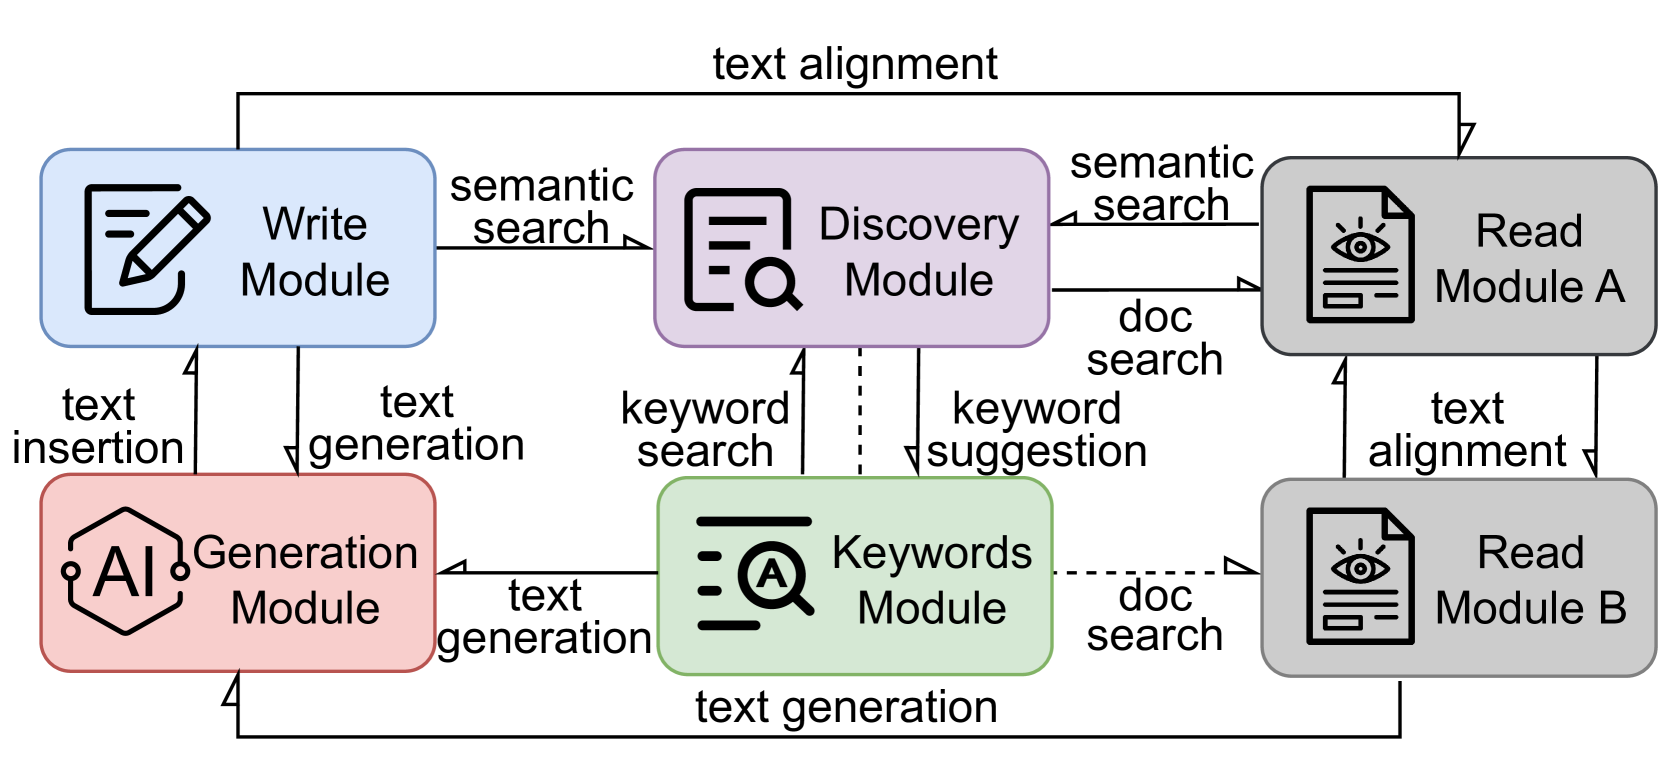 text alignment
Write
Module
semantic
search
Discovery
Module
semantic
search
doc
search
Read
Module A
text
insertion
text
generation
keyword
search
keyword
suggestion
text
alignment
AI
Generation
Module
text
generation
A
Keywords
Module
doc
search
Read
Module B
text generation